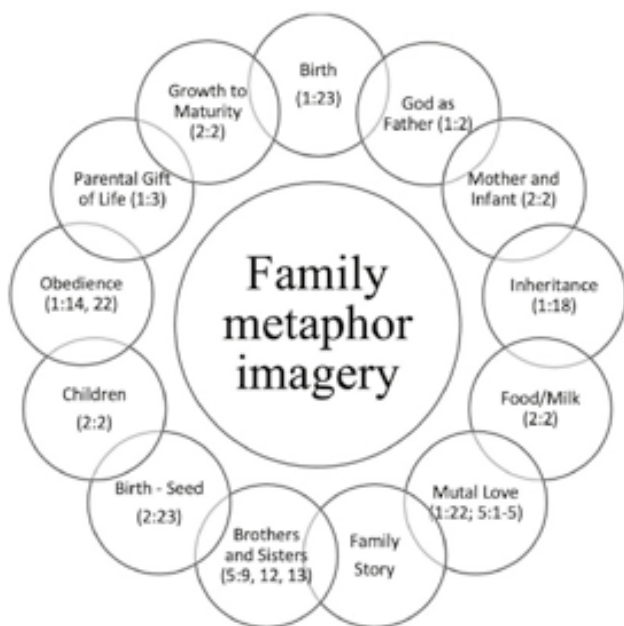 Family
metaphor
imagery
Birth
(1:23)
God as
Father (1:2)
Mother and
Infant (2:2)
Inheritance
(1:18)
Food/Milk
(2:2)
Mutal Love
(1:22; 5:1-5)
Family
Story
Brothers
and Sisters
(5:9, 12, 13)
Birth - Seed
(2:23)
Children
(2:2)
Obedience
(1:14, 22)
Parental Gift
of Life (1:3)
Growth to
Maturity
(2:2)